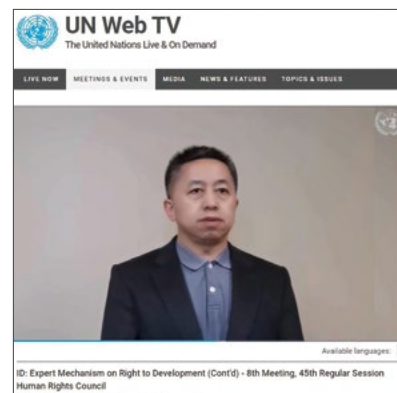 UN Web TV
The United Nations Live & On Demand
LIVE NOW MEETINGS & EVENTS MEDIA NEWS & FEATURES TOPICS & ISSUES
Available languages:
ID: Expert Mechanism on Right to Development (Cont'd) - 8th Meeting, 45th Regular Session
Human Rights Council